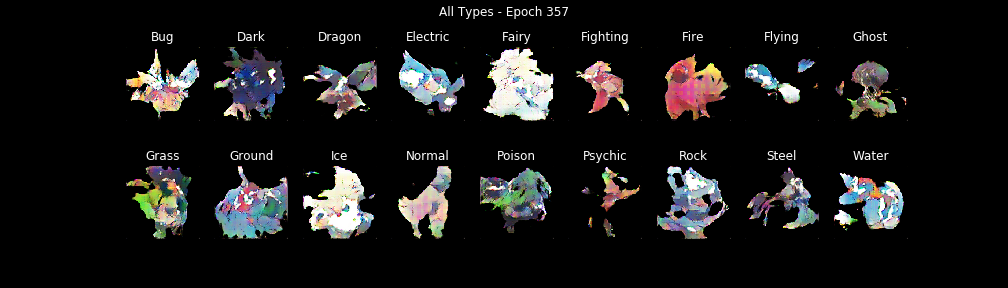 All Types - Epoch 357
Bug Dark Dragon Electric Fairy Fighting Fire Flying Ghost
Grass Ground Ice Normal Poison Psychic Rock Steel Water